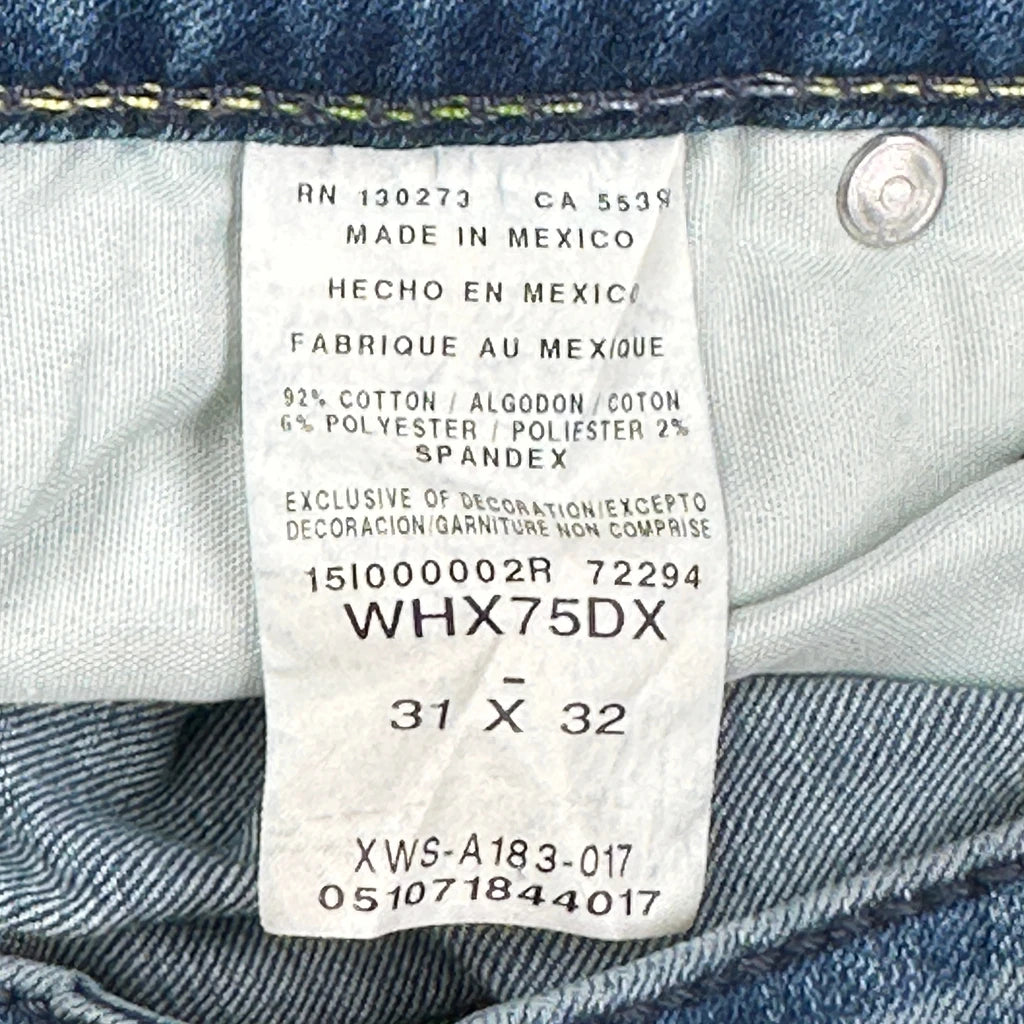 RN 130273 CA 5539
MADE IN MEXICO
HECHO EN MEXICO
FABRIQUE AU MEXIQUE
92% COTTON / ALGODON / COTON
6% POLYESTER / POLIESTER 2%
SPANDEX
EXCLUSIVE OF DECORATION/EXCEPTO
DECORACION/GARNITURE NON COMPRISE
15I000002R 72294
WHX75DX
-
31 X 32
XWS-A183-017
051071844017